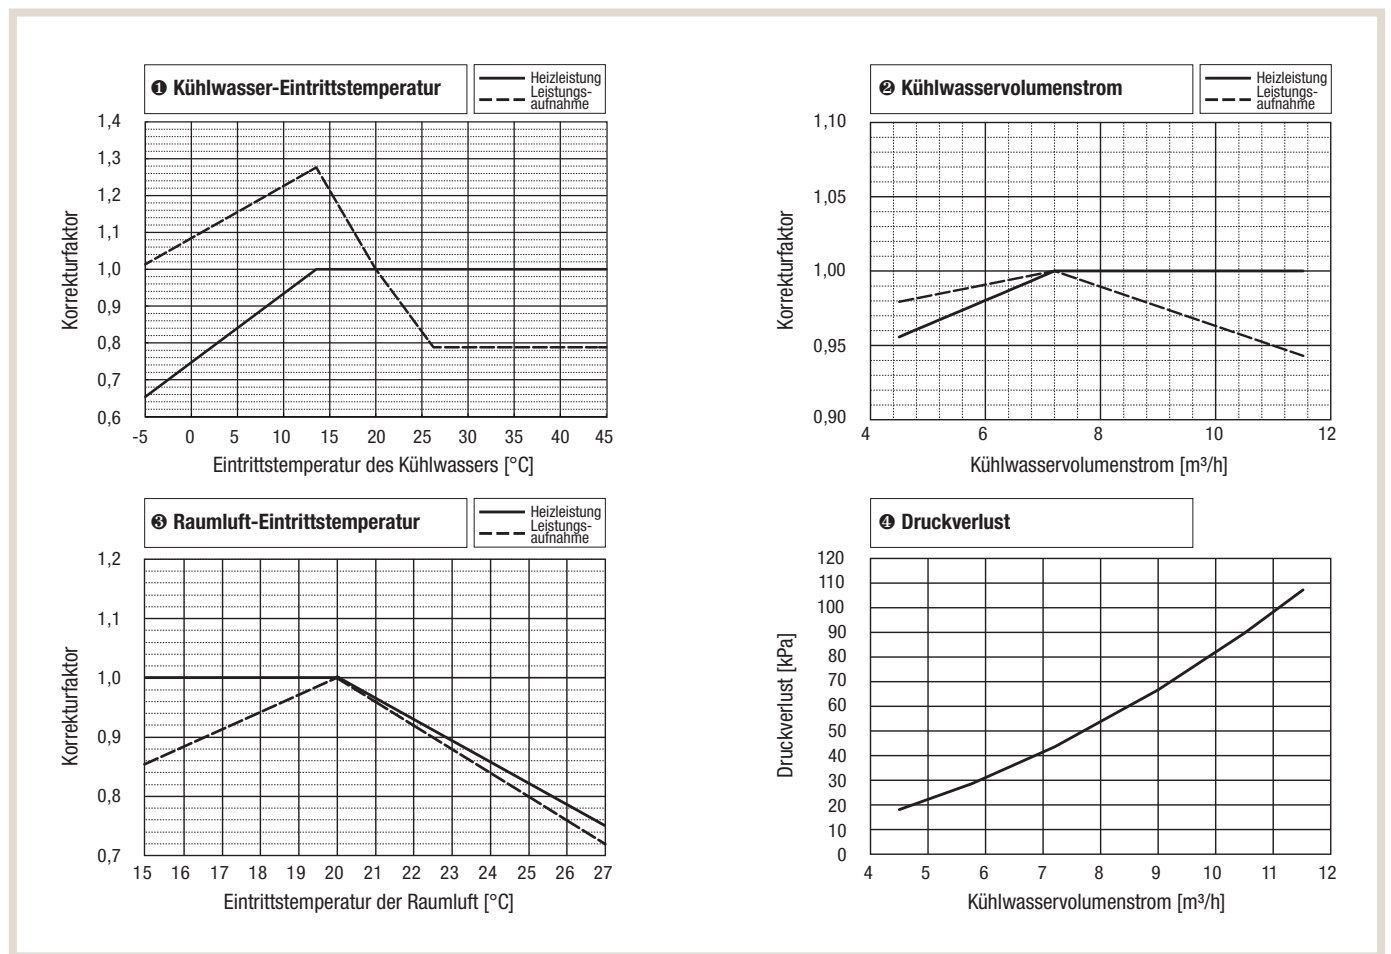 ❶ Kühlwasser-Eintrittstemperatur
Heizleistung
Leistungs-
aufnahme
1,4
1,3
1,2
1,1
1,0
0,9
0,8
0,7
0,6
Korrekturfaktor
-5 0 5 10 15 20 25 30 35 40 45
Eintrittstemperatur des Kühlwassers [°C]
❷ Kühlwasservolumenstrom
Heizleistung
Leistungs-
aufnahme
1,10
1,05
1,00
0,95
0,90
Korrekturfaktor
4 6 8 10 12
Kühlwasservolumenstrom [m³/h]
❸ Raumluft-Eintrittstemperatur
Heizleistung
Leistungs-
aufnahme
1,2
1,1
1,0
0,9
0,8
0,7
Korrekturfaktor
15 16 17 18 19 20 21 22 23 24 25 26 27
Eintrittstemperatur der Raumluft [°C]
❹ Druckverlust
120
110
100
90
80
70
60
50
40
30
20
10
0
Druckverlust [kPa]
4 5 6 7 8 9 10 11 12
Kühlwasservolumenstrom [m³/h]